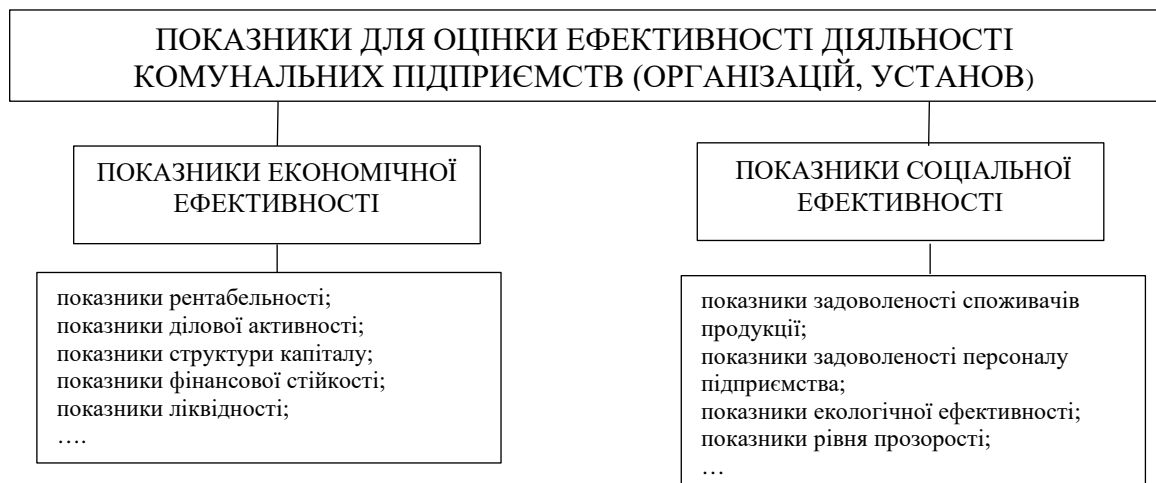 ПОКАЗНИКИ ДЛЯ ОЦІНКИ ЕФЕКТИВНОСТІ ДІЯЛЬНОСТІ
КОМУНАЛЬНИХ ПІДПРИЄМСТВ (ОРГАНІЗАЦІЙ, УСТАНОВ)
ПОКАЗНИКИ ЕКОНОМІЧНОЇ
ЕФЕКТИВНОСТІ
показники рентабельності;
показники ділової активності;
показники структури капіталу;
показники фінансової стійкості;
показники ліквідності;
….
ПОКАЗНИКИ СОЦІАЛЬНОЇ
ЕФЕКТИВНОСТІ
показники задоволеності споживачів
продукції;
показники задоволеності персоналу
підприємства;
показники екологічної ефективності;
показники рівня прозорості;
…